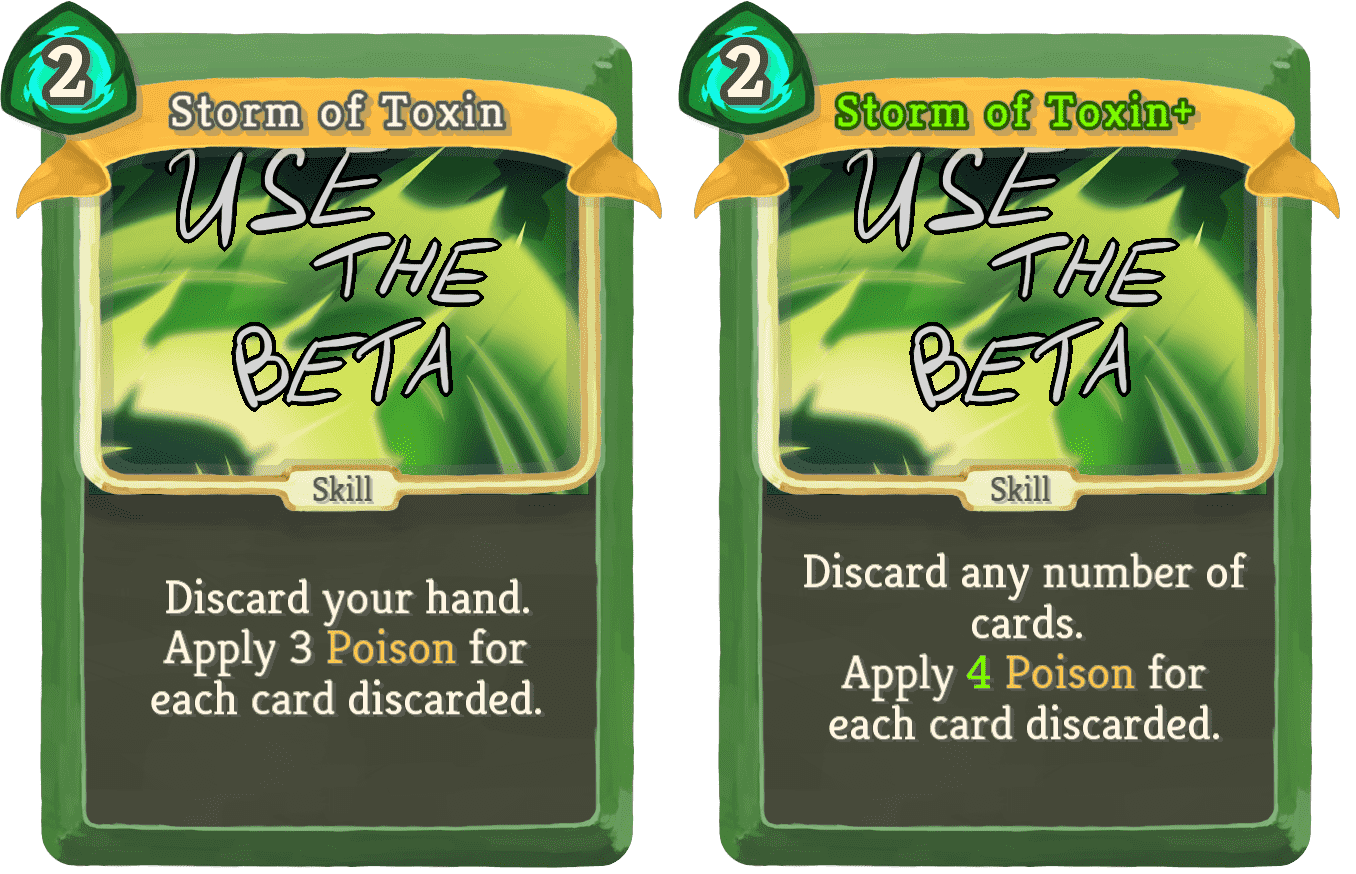 2
Storm of Toxin
USE
THE
BETA
Skill
Discard your hand.
Apply 3 Poison for
each card discarded.
2
Storm of Toxin+
USE
THE
BETA
Skill
Discard any number of
cards.
Apply 4 Poison for
each card discarded.